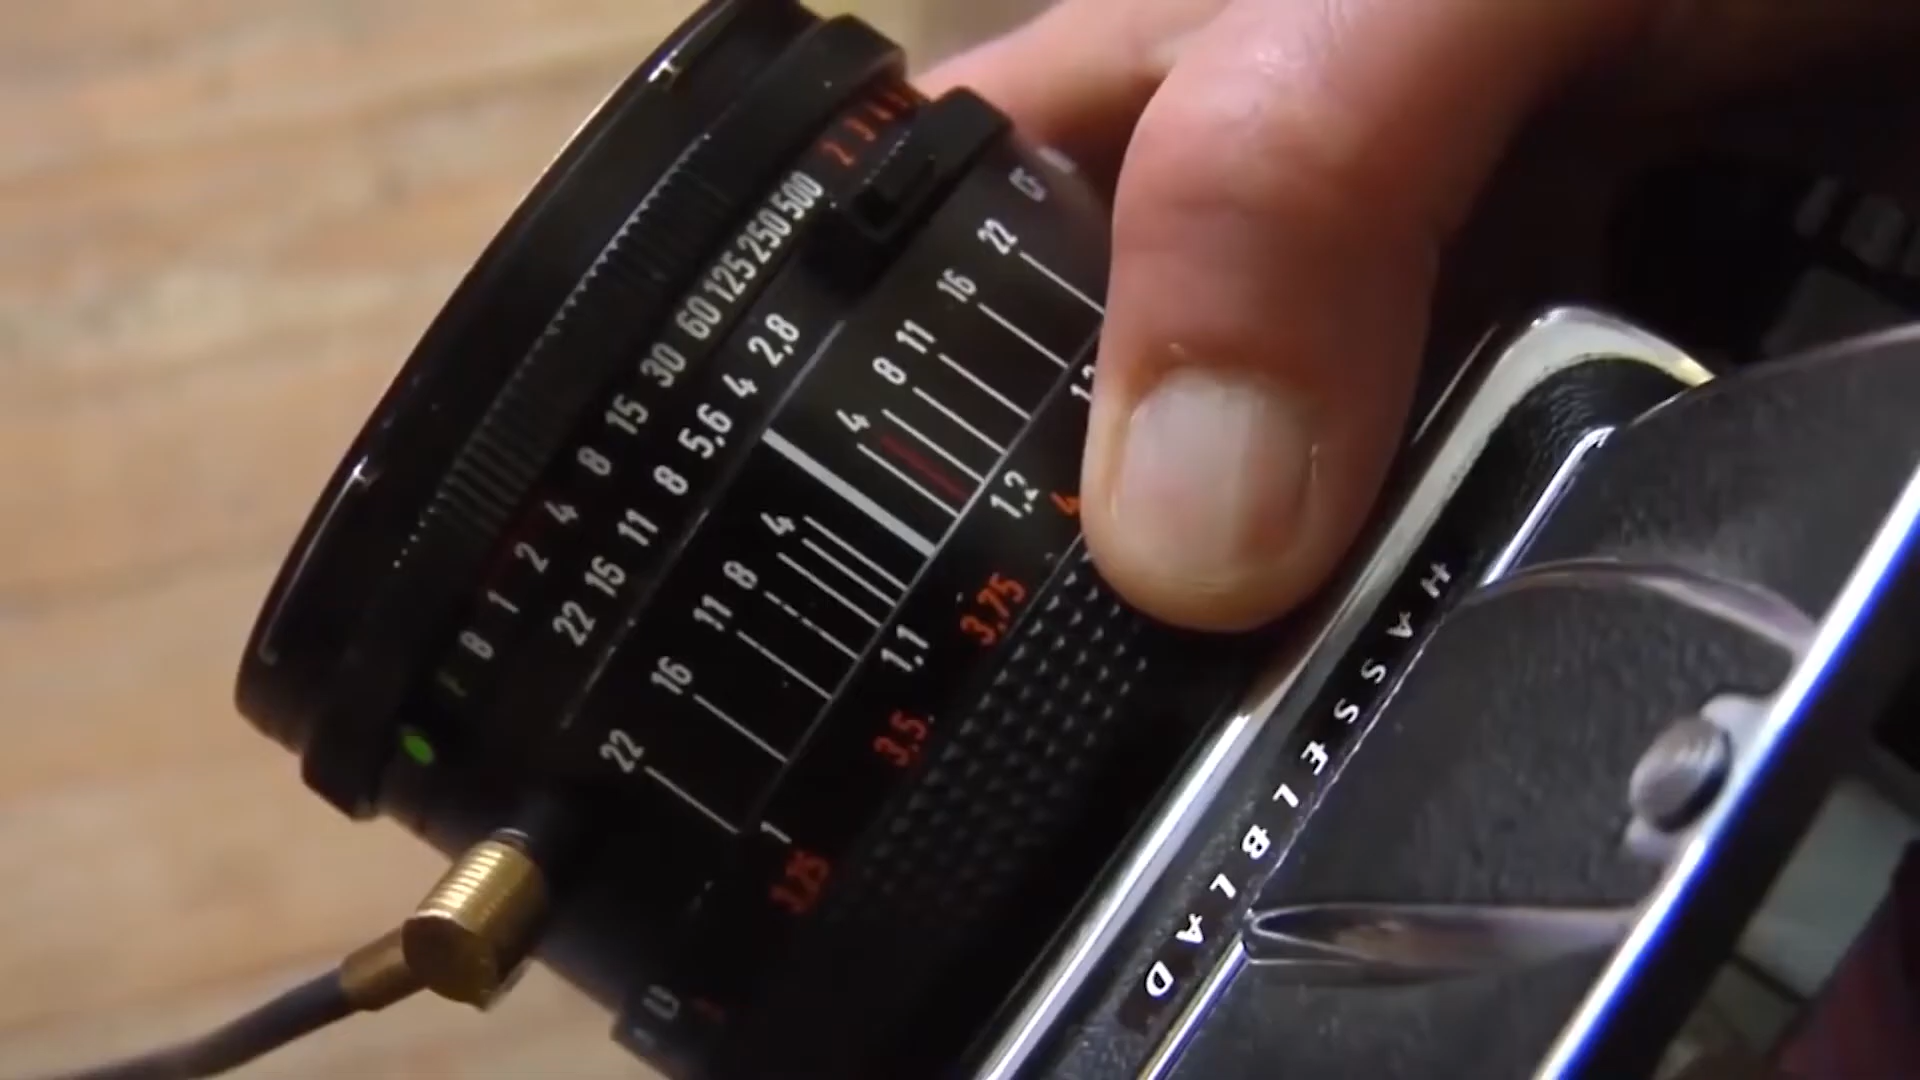 2 3 4
F B 1 2 4 8 15 30 60 125 250 500
22 16 11 8 5,6 4 2,8
22 16 11 8 4 4 8 11 16 22
1 1,1 1,2
3,25 3,5 3,75 4
HASSELBLAD